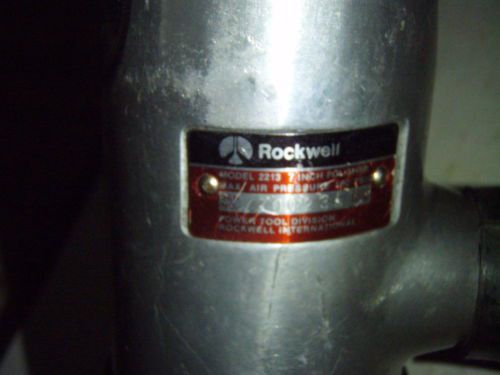 Rockwell
MODEL 2213 7 INCH POLISHER
MAX AIR PRESSURE
POWER TOOL DIVISION
ROCKWELL INTERNATIONAL